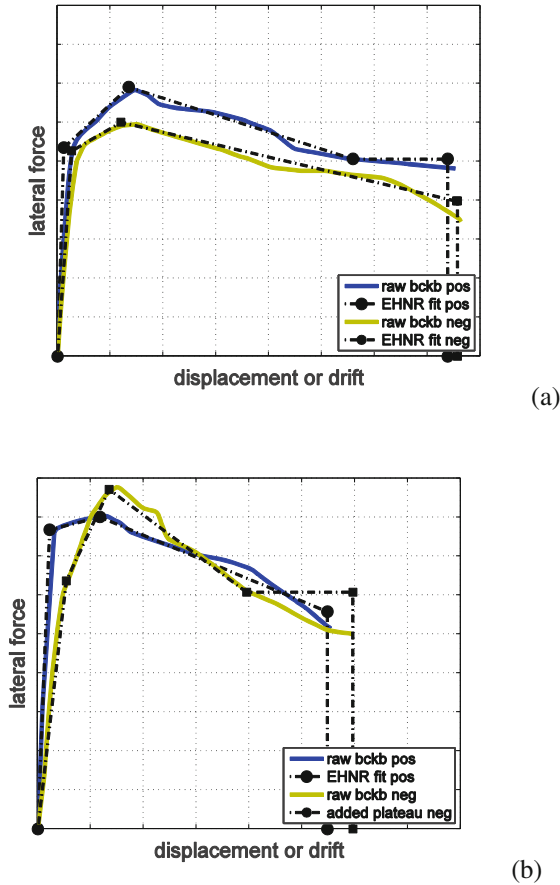 lateral force
raw bckb pos
EHNR fit pos
raw bckb neg
EHNR fit neg
displacement or drift
(a)
lateral force
raw bckb pos
EHNR fit pos
raw bckb neg
added plateau neg
displacement or drift
(b)